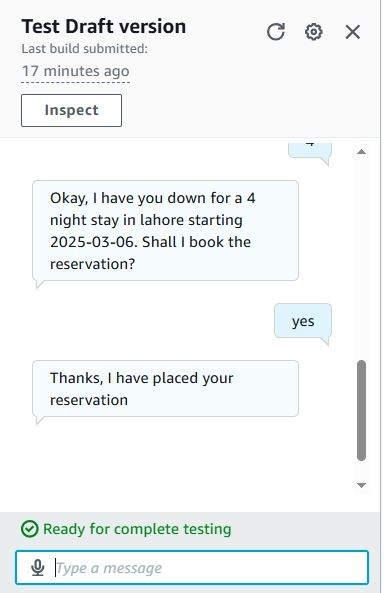 Test Draft version
Last build submitted:
17 minutes ago
Inspect
4
Okay, I have you down for a 4
night stay in lahore starting
2025-03-06. Shall I book the
reservation?
yes
Thanks, I have placed your
reservation
Ready for complete testing
Type a message